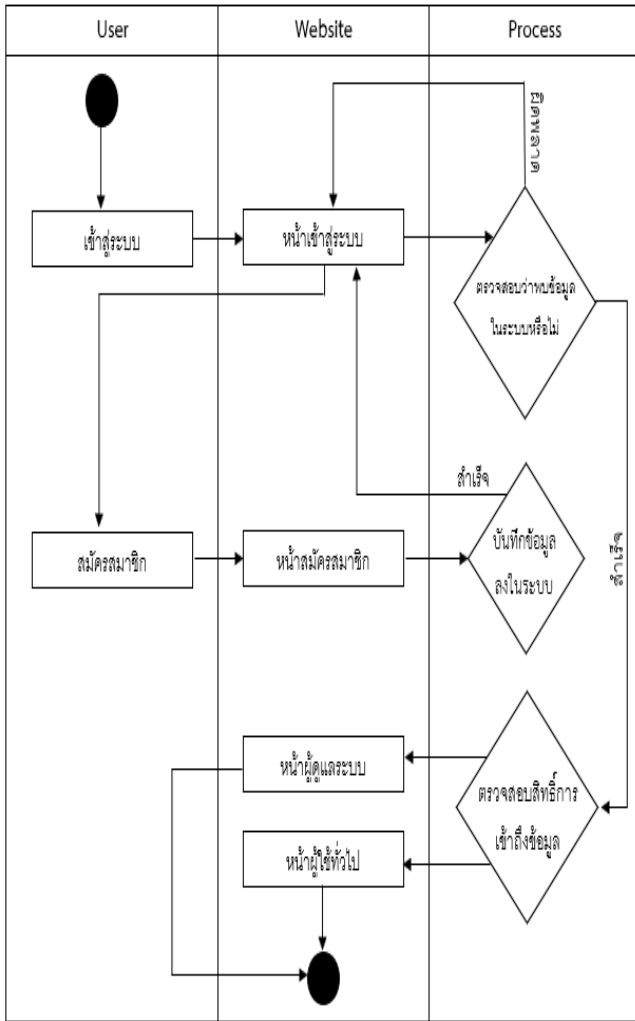 User
Website
Process
ผิดพลาด
เข้าสู่ระบบ
หน้าเข้าสู่ระบบ
ตรวจสอบว่าพบข้อมูล
ในระบบหรือไม่
สำเร็จ
สมัครสมาชิก
หน้าสมัครสมาชิก
บันทึกข้อมูล
ลงในระบบ
สำเร็จ
หน้าผู้ดูแลระบบ
ตรวจสอบสิทธิ์การ
เข้าถึงข้อมูล
หน้าผู้ใช้ทั่วไป